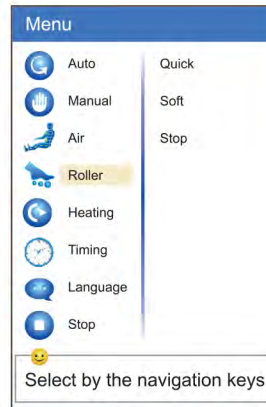 Menu
Auto
Quick
Manual
Soft
Air
Stop
Roller
Heating
Timing
Language
Stop
Select by the navigation keys